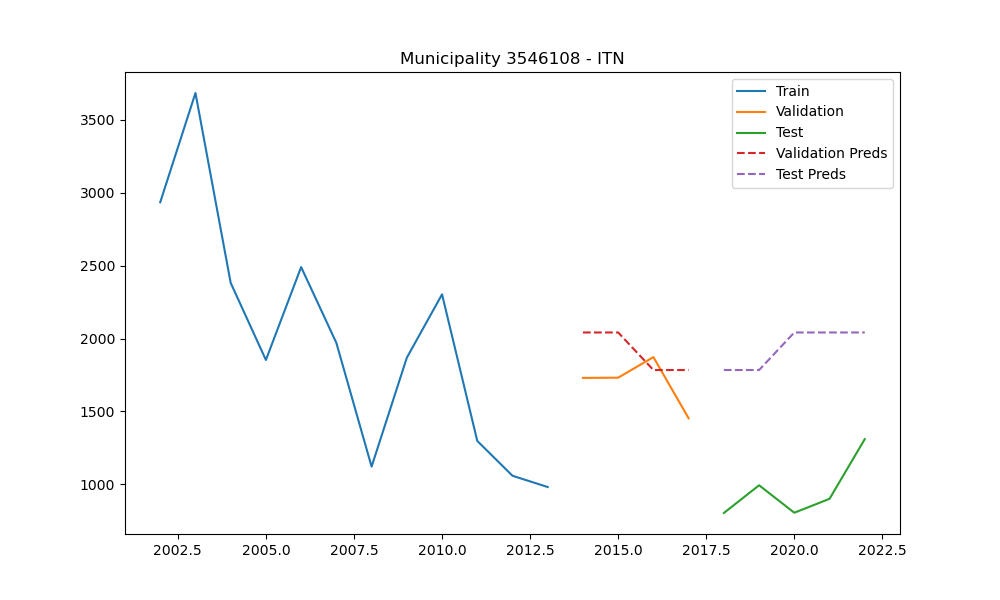 Municipality 3546108 - ITN
Train
Validation
Test
Validation Preds
Test Preds
3500
3000
2500
2000
1500
1000
2002.5 2005.0 2007.5 2010.0 2012.5 2015.0 2017.5 2020.0 2022.5